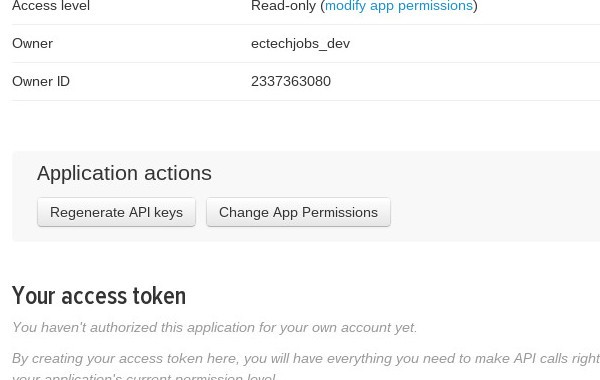 Access level Read-only (modify app permissions)
Owner ectechjobs_dev
Owner ID 2337363080
Application actions
Regenerate API keys Change App Permissions
Your access token
You haven't authorized this application for your own account yet.
By creating your access token here, you will have everything you need to make API calls right
your application's current permission level.